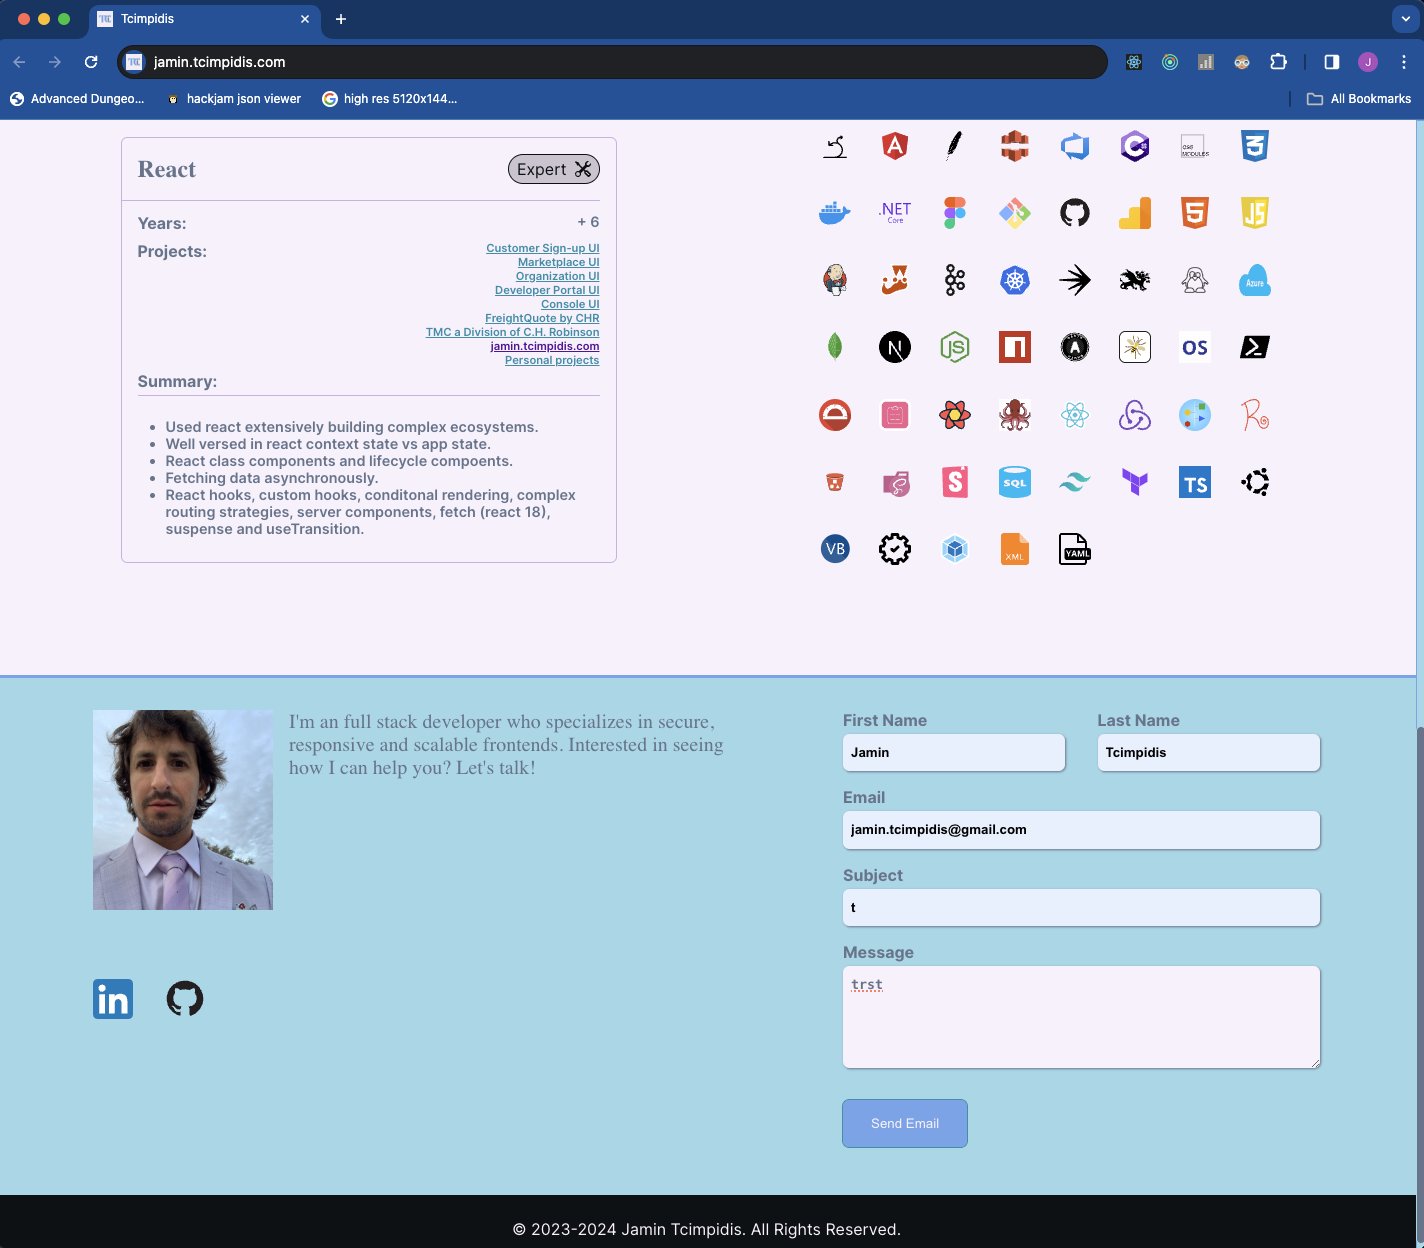 Tcimpidis
jamin.tcimpidis.com
J
Advanced Dungeo...
hackjam json viewer
high res 5120x144...
All Bookmarks
React
Expert
Years:
+ 6
Projects:
Customer Sign-up UI
Marketplace UI
Organization UI
Developer Portal UI
Console UI
FreightQuote by CHR
TMC a Division of C.H. Robinson
jamin.tcimpidis.com
Personal projects
Summary:
Used react extensively building complex ecosystems.
Well versed in react context state vs app state.
React class components and lifecycle compoents.
Fetching data asynchronously.
React hooks, custom hooks, conditonal rendering, complex
routing strategies, server components, fetch (react 18),
suspense and useTransition.
CSS
MODULES
.NET
Core
JS
Azure
JS
OS
SQL
TS
VB
XML
YAML
I'm an full stack developer who specializes in secure,
responsive and scalable frontends. Interested in seeing
how I can help you? Let's talk!
in
First Name
Last Name
Jamin
Tcimpidis
Email
jamin.tcimpidis@gmail.com
Subject
t
Message
trst
Send Email
© 2023-2024 Jamin Tcimpidis. All Rights Reserved.